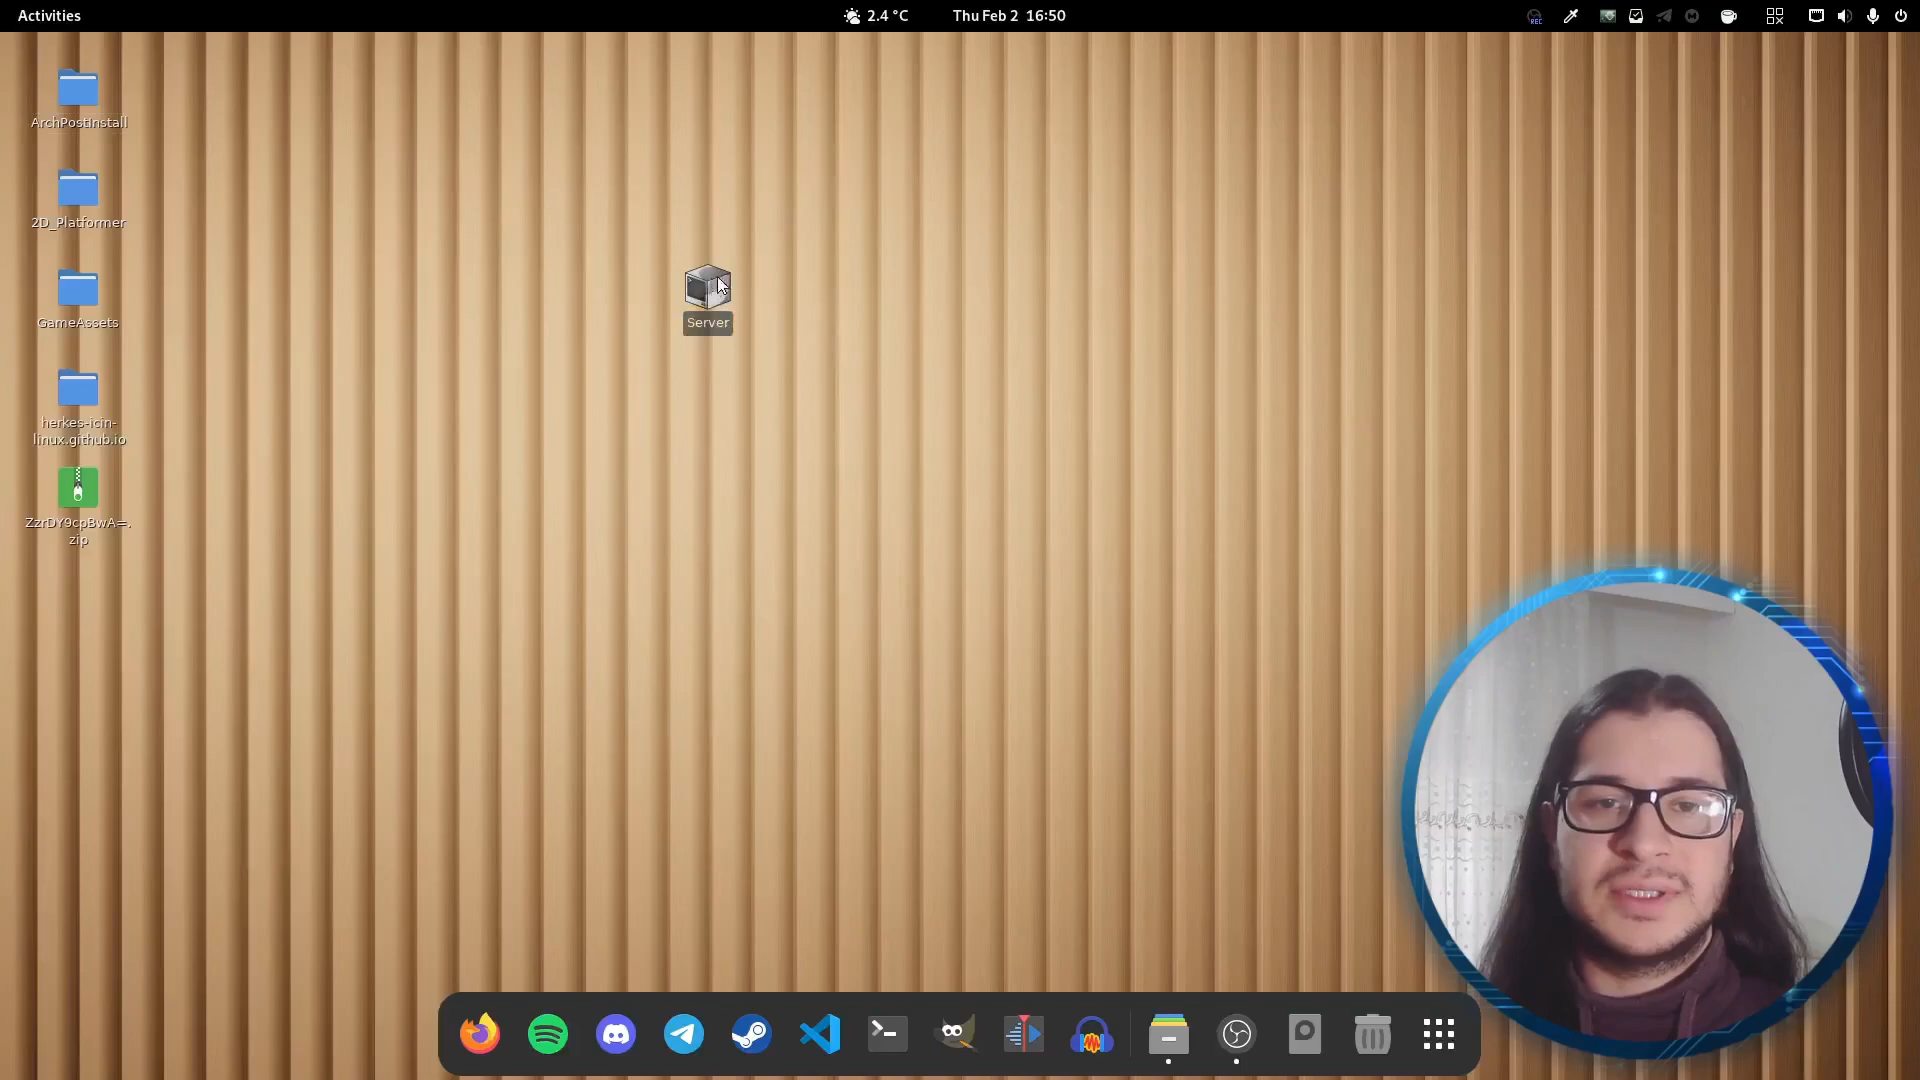 Activities
2.4 °C
Thu Feb 2 16:50
REC
ArchPostInstall
2D_Platformer
GameAssets
herkes-icin-
linux.github.io
ZzrDY9cpBwA=.
zip
Server